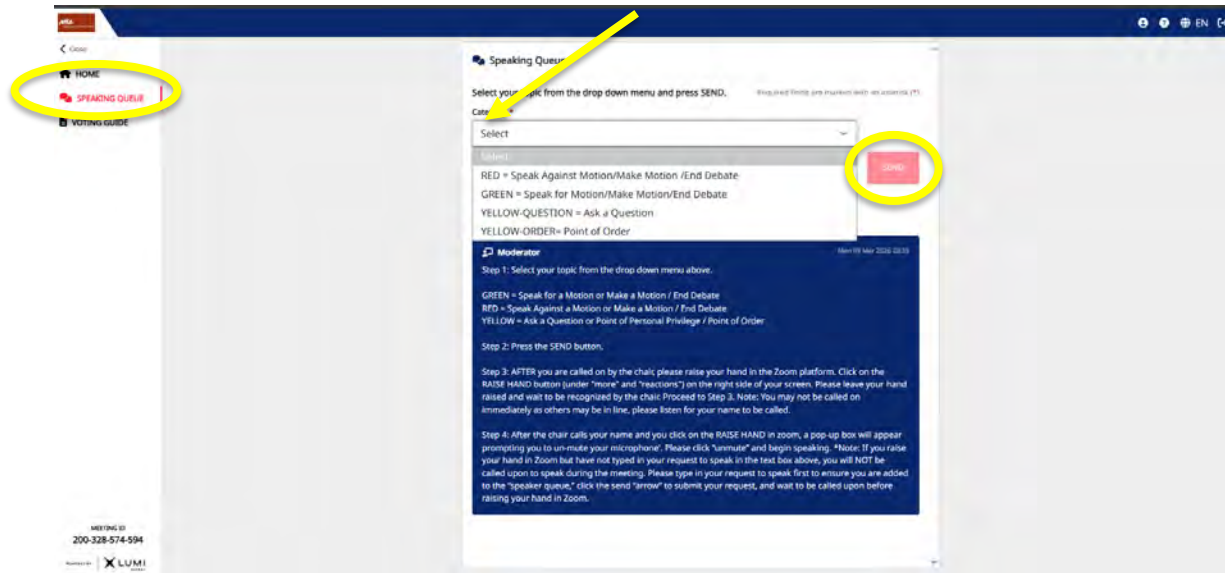 EN
Close
HOME
SPEAKING QUEUE
VOTING GUIDE
Speaking Queue
Select your topic from the drop down menu and press SEND.
Required fields are marked with an asterisk (*)
Select
Select
SEND
RED = Speak Against Motion/Make Motion /End Debate
GREEN = Speak for Motion/Make Motion/End Debate
YELLOW-QUESTION = Ask a Question
YELLOW-ORDER= Point of Order
Moderator
Step 1: Select your topic from the drop down menu above.
GREEN = Speak for a Motion or Make a Motion / End Debate
RED = Speak Against a Motion or Make a Motion / End Debate
YELLOW = Ask a Question or Point of Personal Privilege / Point of Order
Step 2: Press the SEND button.
Step 3: AFTER you are called on by the chair, please raise your hand in the Zoom platform. Click on the
RAISE HAND button (under "more" and "reactions") on the right side of your screen. Please leave your hand
raised and wait to be recognized by the chair. Proceed to Step 3. Note: You may not be called on
immediately as others may be in line, please listen for your name to be called.
Step 4: After the chair calls your name and you click on the RAISE HAND in zoom, a pop-up box will appear
prompting you to un-mute your microphone'. Please click "unmute" and begin speaking. *Note: If you raise
your hand in Zoom but have not typed in your request to speak in the text box above, you will NOT be
called upon to speak during the meeting. Please type in your request to speak first to ensure you are added
to the "speaker queue," click the send "arrow" to submit your request, and wait to be called upon before
raising your hand in Zoom.
MEETING ID
200-328-574-594
LUMI